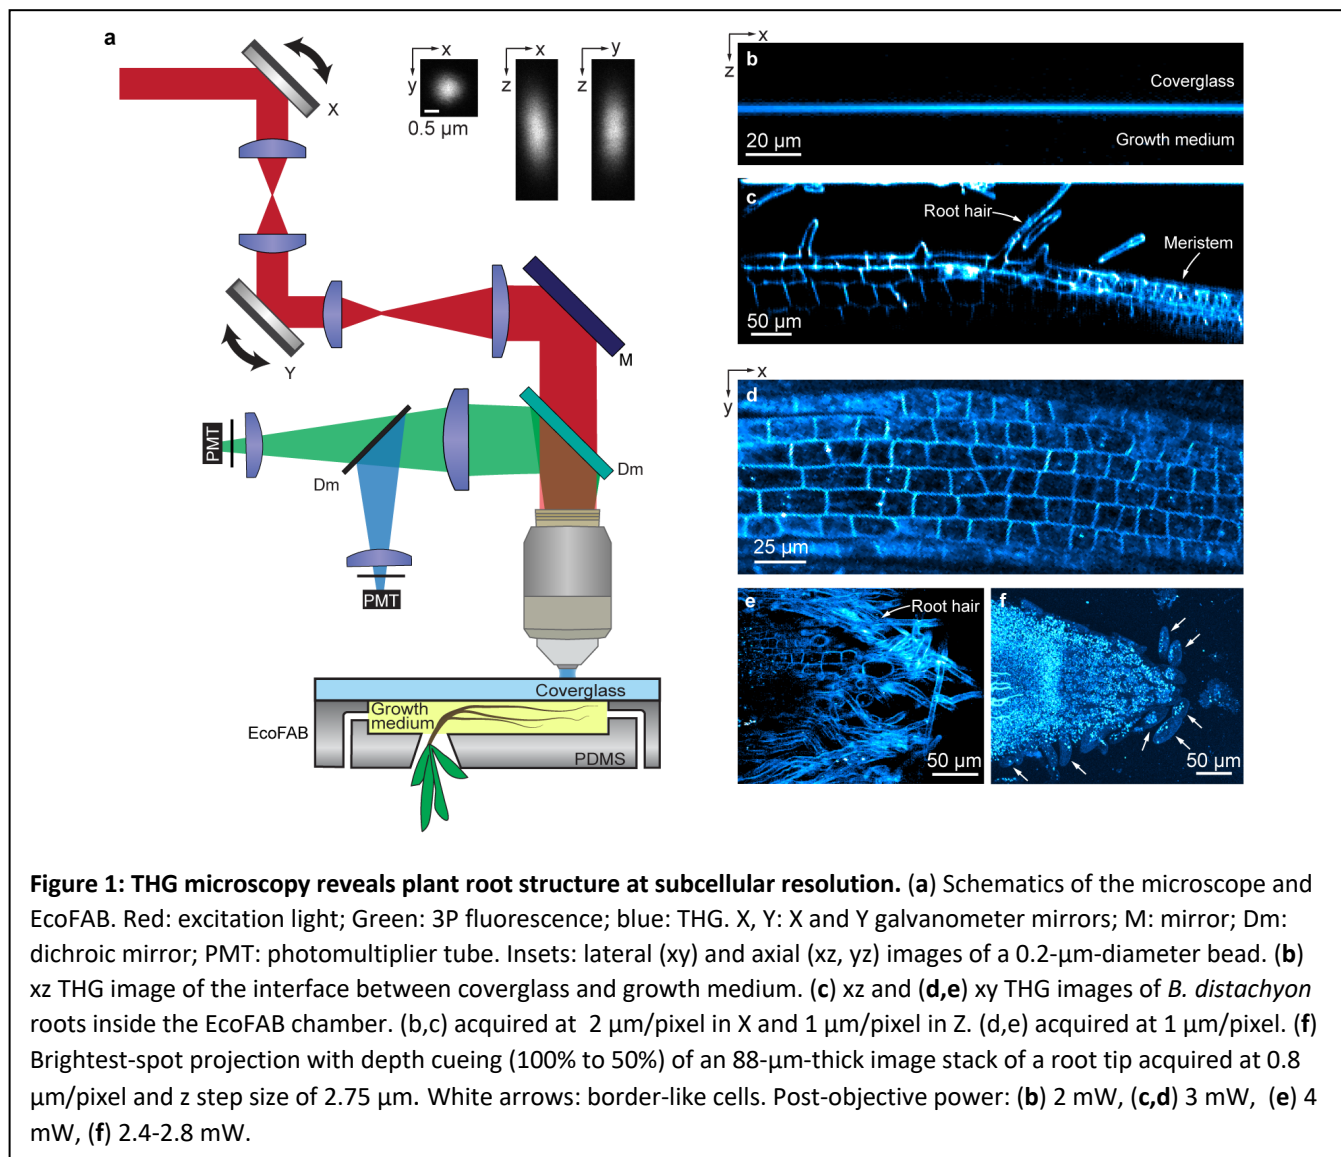 a
X
x
y
0.5 µm
x
z
y
z
Y
M
PMT
Dm
Dm
PMT
Coverglass
Growth
medium
EcoFAB
PDMS
x
z
b
Coverglass
Growth medium
20 µm
c
Root hair
Meristem
50 µm
x
y
d
25 µm
e
Root hair
50 µm
f
50 µm
Figure 1: THG microscopy reveals plant root structure at subcellular resolution. (a) Schematics of the microscope and
EcoFAB. Red: excitation light; Green: 3P fluorescence; blue: THG. X, Y: X and Y galvanometer mirrors; M: mirror; Dm:
dichroic mirror; PMT: photomultiplier tube. Insets: lateral (xy) and axial (xz, yz) images of a 0.2-µm-diameter bead. (b)
xz THG image of the interface between coverglass and growth medium. (c) xz and (d,e) xy THG images of B. distachyon
roots inside the EcoFAB chamber. (b,c) acquired at 2 µm/pixel in X and 1 µm/pixel in Z. (d,e) acquired at 1 µm/pixel. (f)
Brightest-spot projection with depth cueing (100% to 50%) of an 88-µm-thick image stack of a root tip acquired at 0.8
µm/pixel and z step size of 2.75 µm. White arrows: border-like cells. Post-objective power: (b) 2 mW, (c,d) 3 mW, (e) 4
mW, (f) 2.4-2.8 mW.